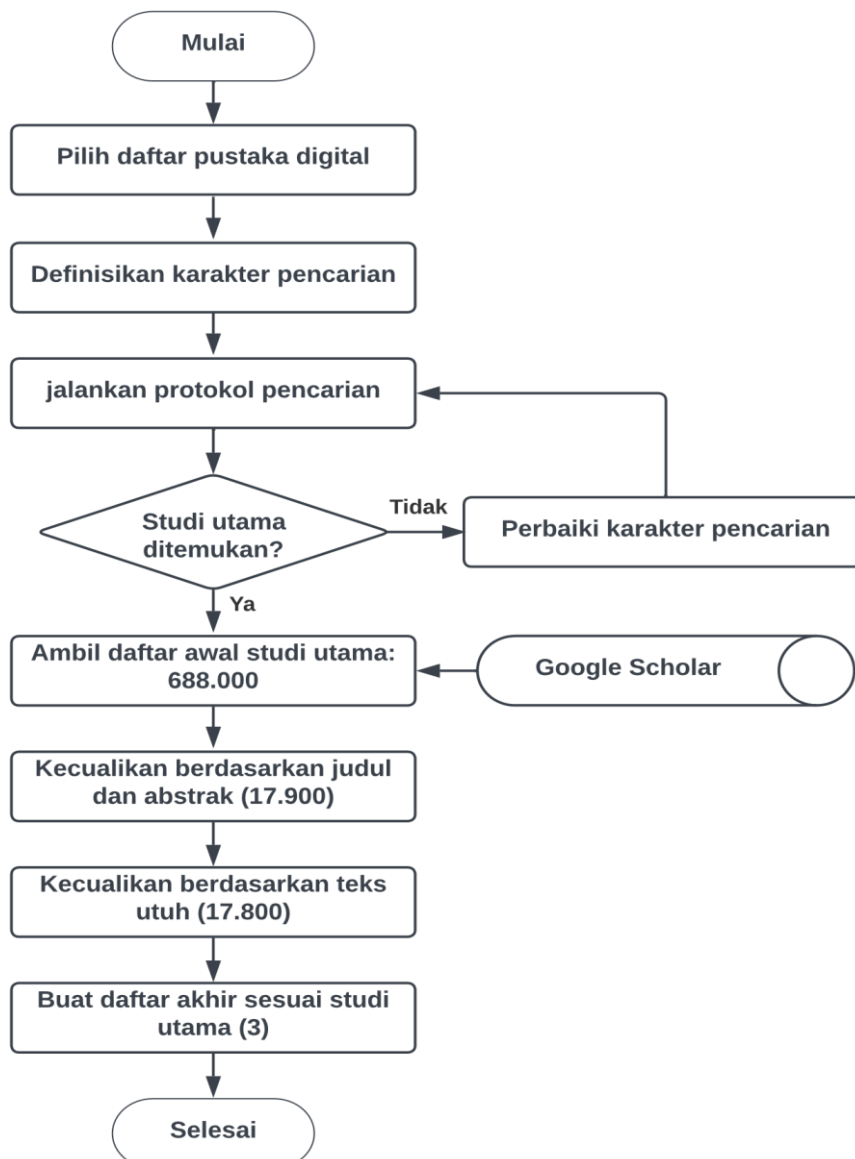 Mulai
Pilih daftar pustaka digital
Definisikan karakter pencarian
jalankan protokol pencarian
Studi utama
ditemukan?
Tidak
Perbaiki karakter pencarian
Ya
Ambil daftar awal studi utama:
688.000
Google Scholar
Kecualikan berdasarkan judul
dan abstrak (17.900)
Kecualikan berdasarkan teks
utuh (17.800)
Buat daftar akhir sesuai studi
utama (3)
Selesai